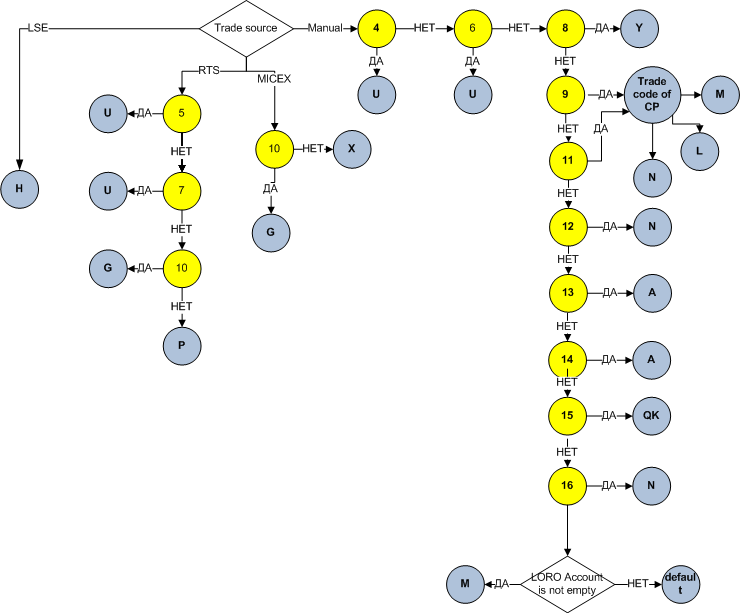 LSE
Trade source
Manual
4
НЕТ
6
НЕТ
8
ДА
Y
ДА
ДА
НЕТ
RTS
MICEX
U
U
9
ДА
Trade
code of
CP
M
U
ДА
5
НЕТ
ДА
НЕТ
10
НЕТ
X
11
L
H
U
ДА
7
ДА
НЕТ
N
НЕТ
G
12
ДА
N
НЕТ
G
ДА
10
13
ДА
A
НЕТ
НЕТ
P
14
ДА
A
НЕТ
15
ДА
QK
НЕТ
16
ДА
N
M
ДА
LORO Account
is not empty
НЕТ
defaul
t